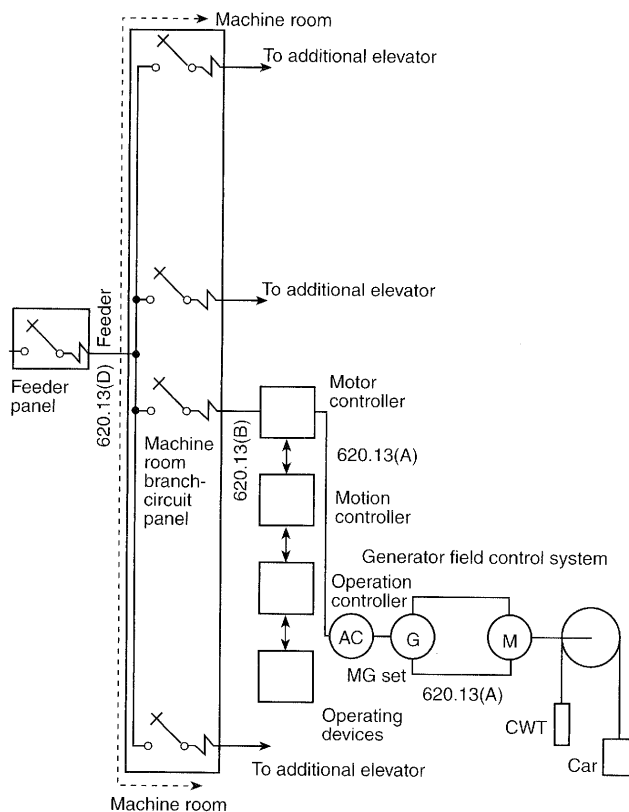 Machine room
To additional elevator
To additional elevator
Feeder
Feeder
panel
620.13(D)
Machine
room
branch-
circuit
panel
620.13(B)
Motor
controller
620.13(A)
Motion
controller
Generator field control system
Operation
controller
AC
G
M
MG set
620.13(A)
Operating
devices
CWT
Car
To additional elevator
Machine room